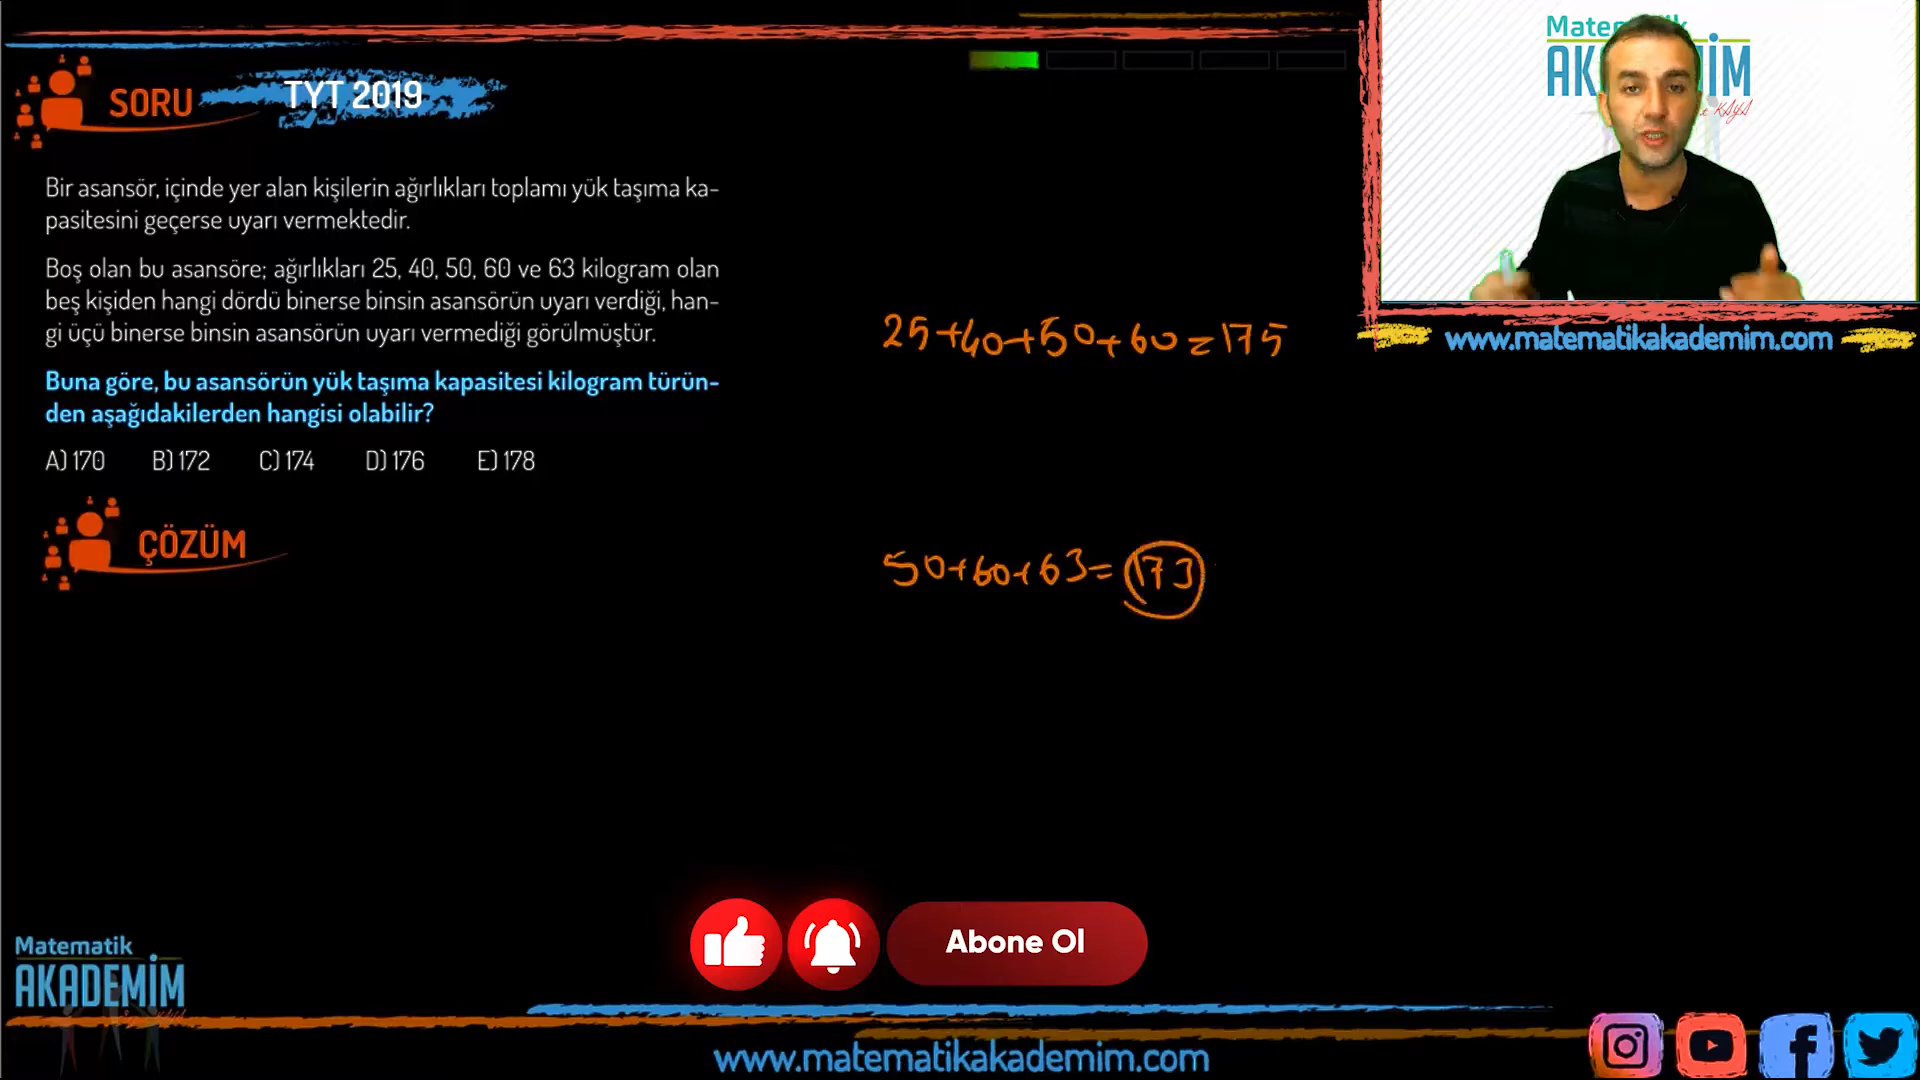 SORU
TYT 2019
Bir asansör, içinde yer alan kişilerin ağırlıkları toplamı yük taşıma ka-
pasitesini geçerse uyarı vermektedir.
Boş olan bu asansöre; ağırlıkları 25, 40, 50, 60 ve 63 kilogram olan
beş kişiden hangi dördü binerse binsin asansörün uyarı verdiği, han-
gi üçü binerse binsin asansörün uyarı vermediği görülmüştür.
Buna göre, bu asansörün yük taşıma kapasitesi kilogram türün-
den aşağıdakilerden hangisi olabilir?
A) 170 B) 172 C) 174 D) 176 E) 178
ÇÖZÜM
25+40+50+60=175
50+60+63=173
www.matematikakademim.com
Abone Ol
Matematik
AKADEMİM
www.matematikakademim.com